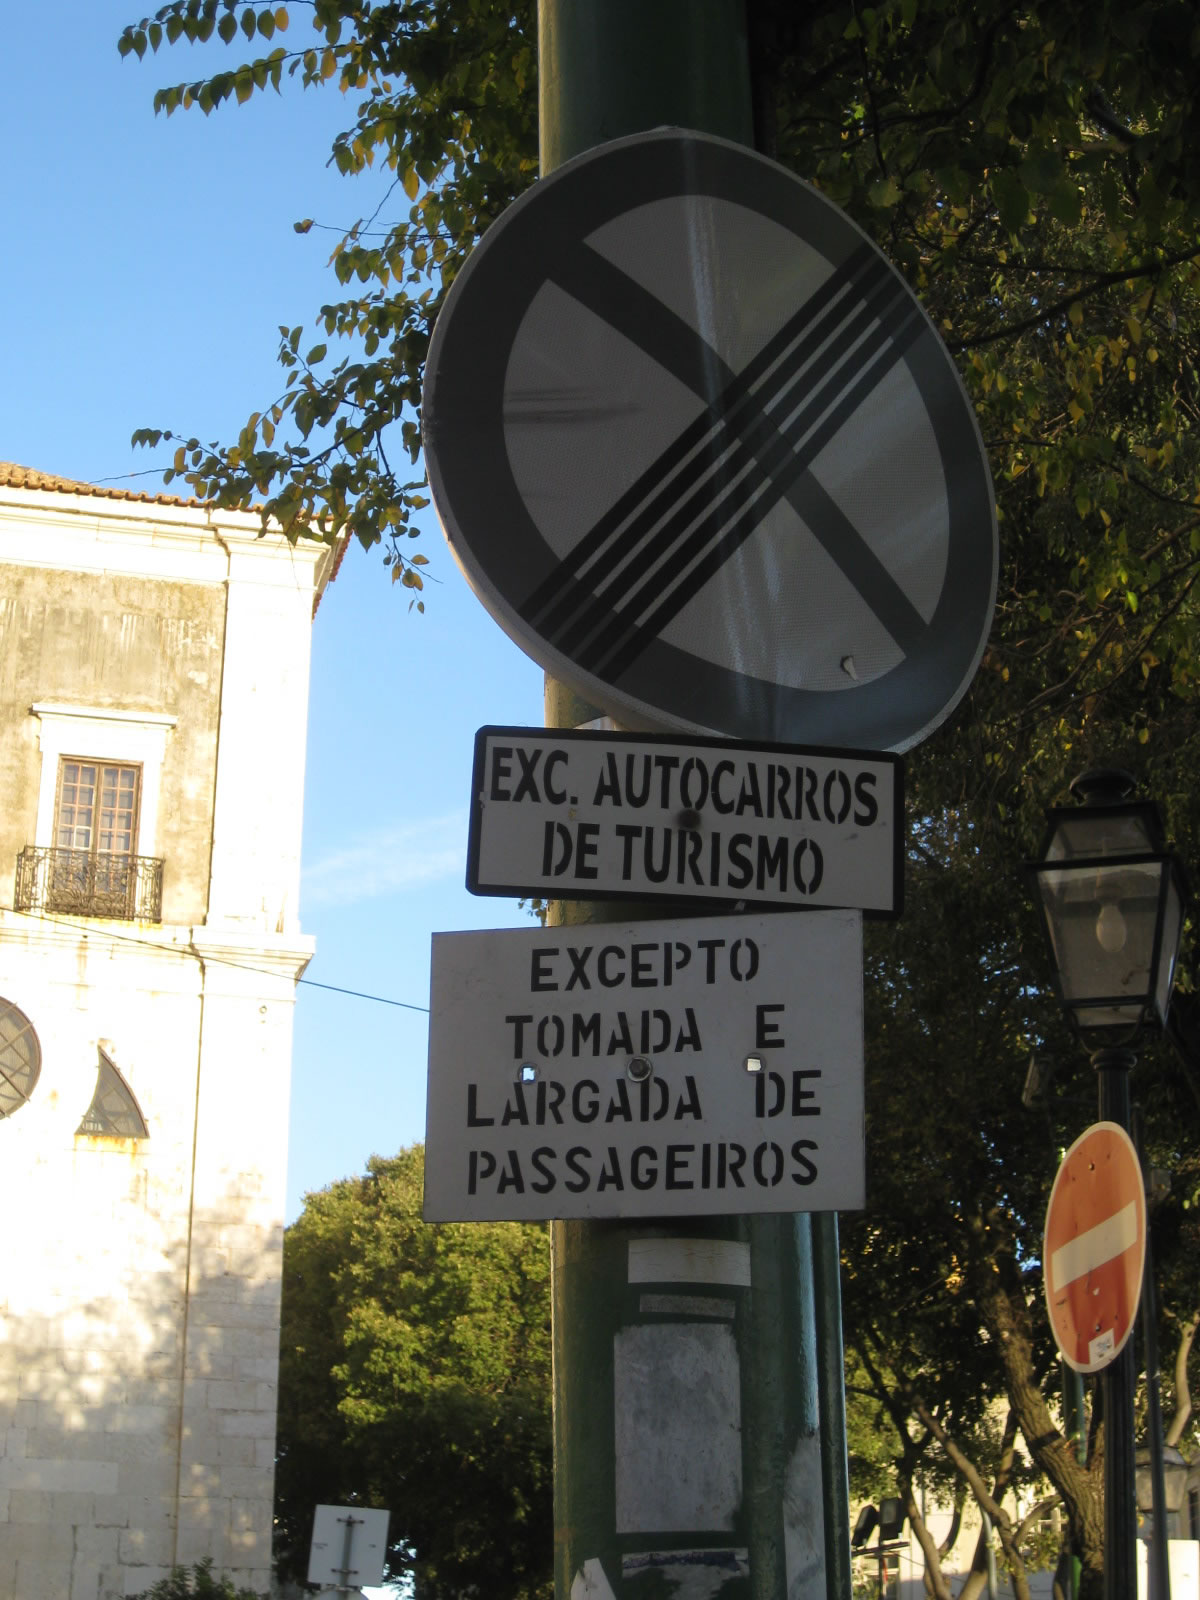 EXC. AUTOCARROS
DE TURISMO
EXCEPTO
TOMADA E
LARGADA DE
PASSAGEIROS